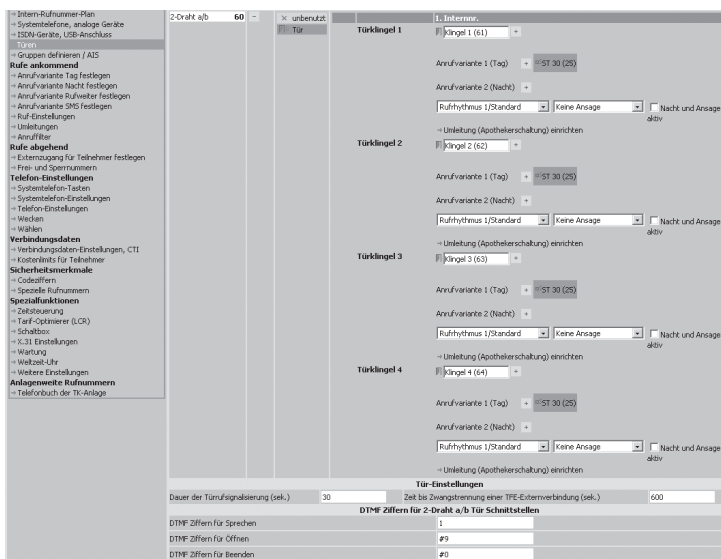 Intern-Rufnummer-Plan
Systemtelefone, analoge Geräte
ISDN-Geräte, USB-Anschluss
Türen
Gruppen definieren / AIS
Rufe ankommend
Anrufvariante Tag festlegen
Anrufvariante Nacht festlegen
Anrufvariante Rufweiter festlegen
Anrufvariante SMS festlegen
Ruf-Einstellungen
Umleitungen
Anruffilter
Rufe abgehend
Externzugang für Teilnehmer festlegen
Frei- und Sperrnummern
Telefon-Einstellungen
Systemtelefon-Tasten
Systemtelefon-Einstellungen
Telefon-Einstellungen
Wecken
Wählen
Verbindungsdaten
Verbindungsdaten-Einstellungen, CTI
Kostenlimits für Teilnehmer
Sicherheitsmerkmale
Codeziffern
Spezielle Rufnummern
Spezialfunktionen
Zeitsteuerung
Tarif-Optimierer (LCR)
Schaltbox
X.31 Einstellungen
Wartung
Weltzeit-Uhr
Weitere Einstellungen
Anlagenweite Rufnummern
Telefonbuch der TK-Anlage
2-Draht a/b 60 -
× unbenutzt
Tür
1. Internnr.
Türklingel 1
Klingel 1 (61) +
Anrufvariante 1 (Tag) + ST 30 (25)
Anrufvariante 2 (Nacht) +
Rufrhythmus 1/Standard Keine Ansage Nacht und Ansage aktiv
Umleitung (Apothekerschaltung) einrichten
Türklingel 2
Klingel 2 (62) +
Anrufvariante 1 (Tag) + ST 30 (25)
Anrufvariante 2 (Nacht) +
Rufrhythmus 1/Standard Keine Ansage Nacht und Ansage aktiv
Umleitung (Apothekerschaltung) einrichten
Türklingel 3
Klingel 3 (63) +
Anrufvariante 1 (Tag) + ST 30 (25)
Anrufvariante 2 (Nacht) +
Rufrhythmus 1/Standard Keine Ansage Nacht und Ansage aktiv
Umleitung (Apothekerschaltung) einrichten
Türklingel 4
Klingel 4 (64) +
Anrufvariante 1 (Tag) + ST 30 (25)
Anrufvariante 2 (Nacht) +
Rufrhythmus 1/Standard Keine Ansage Nacht und Ansage aktiv
Umleitung (Apothekerschaltung) einrichten
Tür-Einstellungen
Dauer der Türrufsignalisierung (sek.) 30 Zeit bis Zwangstrennung einer TFE-Externverbindung (sek.) 600
DTMF Ziffern für 2-Draht a/b Tür Schnittstellen
DTMF Ziffern für Sprechen 1
DTMF Ziffern für Öffnen #9
DTMF Ziffern für Beenden #0